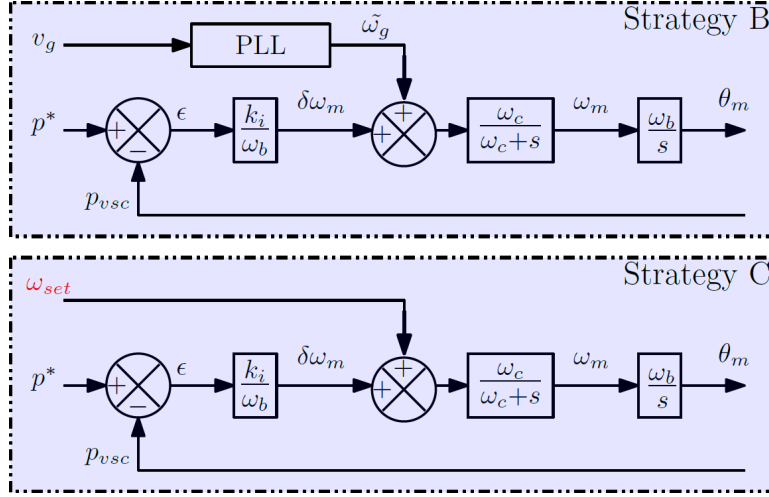 Strategy B
v_g PLL ω̃_g
p* + − ϵ k_i/ω_b δω_m + + ω_c/(ω_c+s) ω_m ω_b/s θ_m
p_vsc
Strategy C
ω_set
p* + − ϵ k_i/ω_b δω_m + + ω_c/(ω_c+s) ω_m ω_b/s θ_m
p_vsc